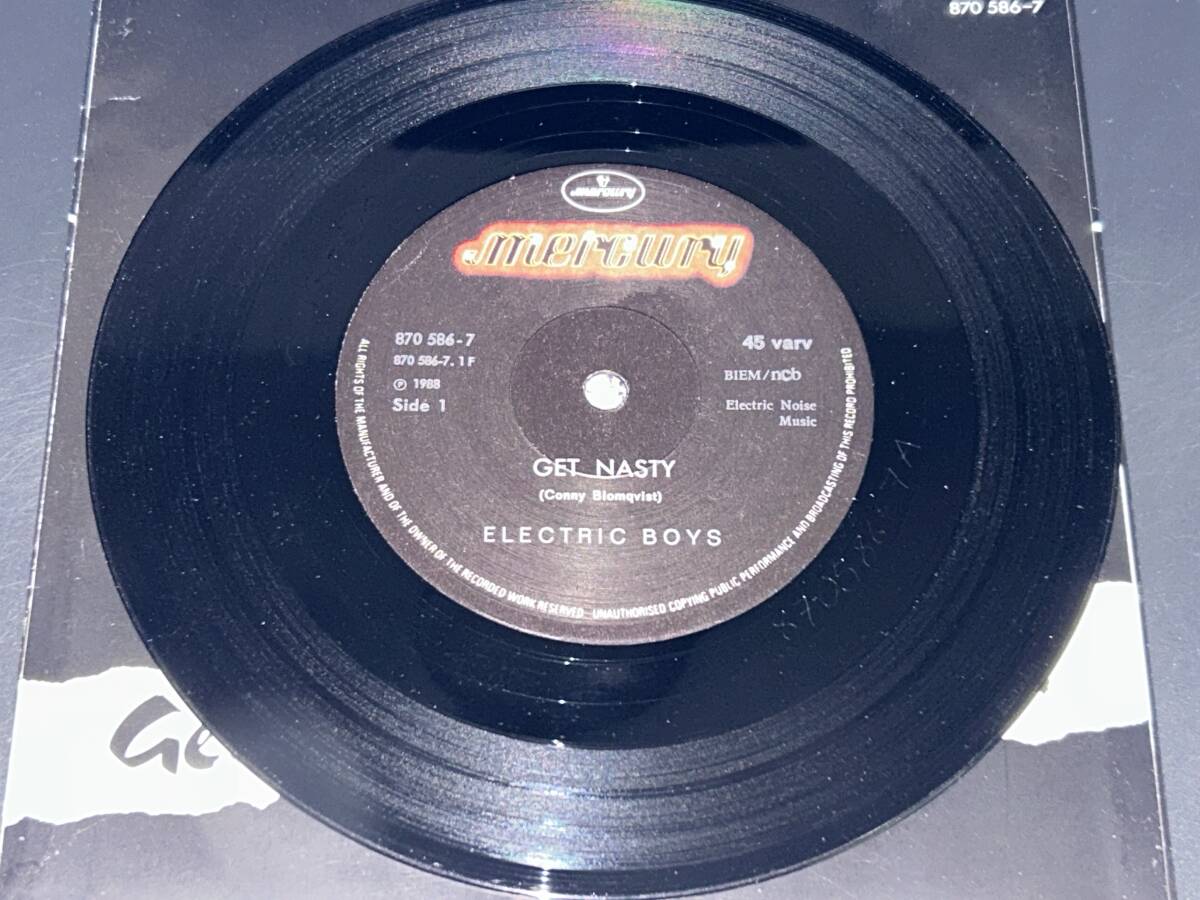 870 586-7
mercury
mercury
870 586-7
870 586-7. 1 F
℗ 1988
Side 1
45 varv
BIEM/ncb
Electric Noise
Music
GET NASTY
(Conny Blomqvist)
ELECTRIC BOYS
ALL RIGHTS OF THE MANUFACTURER AND OF THE OWNER OF THE RECORDED WORK RESERVED UNAUTHORISED COPYING PUBLIC PERFORMANCE AND BROADCASTING OF THIS RECORD PROHIBITED
Ge